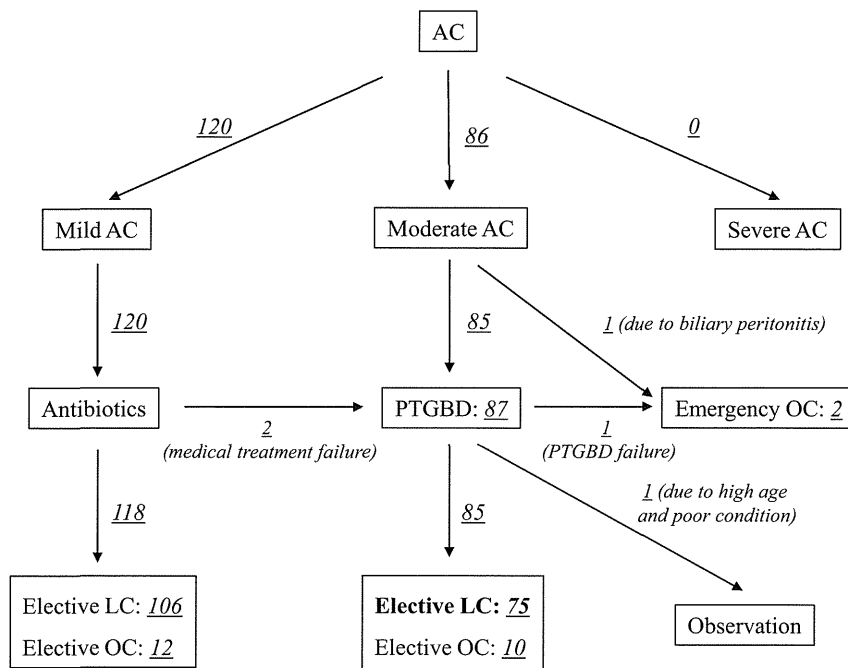 AC
120
86
0
Mild AC
Moderate AC
Severe AC
120
85
1 (due to biliary peritonitis)
Antibiotics
PTGBD: 87
Emergency OC: 2
2
(medical treatment failure)
1
(PTGBD failure)
118
85
1 (due to high age
and poor condition)
Elective LC: 106
Elective OC: 12
Elective LC: 75
Elective OC: 10
Observation